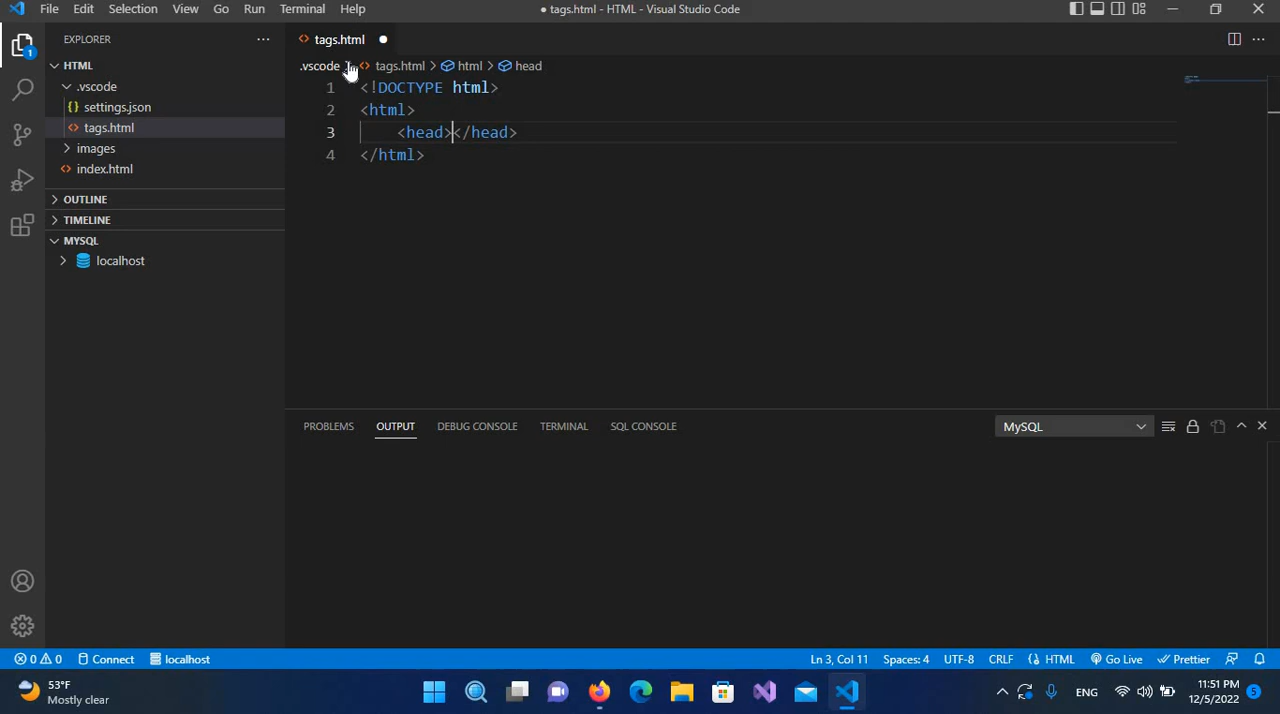 File Edit Selection View Go Run Terminal Help
● tags.html - HTML - Visual Studio Code
EXPLORER
1
HTML
.vscode
settings.json
tags.html
images
index.html
OUTLINE
TIMELINE
MYSQL
localhost
tags.html
.vscode > tags.html > html > head
1 <!DOCTYPE html>
2 <html>
3 <head></head>
4 </html>
PROBLEMS OUTPUT DEBUG CONSOLE TERMINAL SQL CONSOLE
MySQL
0 0 Connect localhost
Ln 3, Col 11 Spaces: 4 UTF-8 CRLF HTML Go Live Prettier
53°F
Mostly clear
ENG
11:51 PM
12/5/2022
5